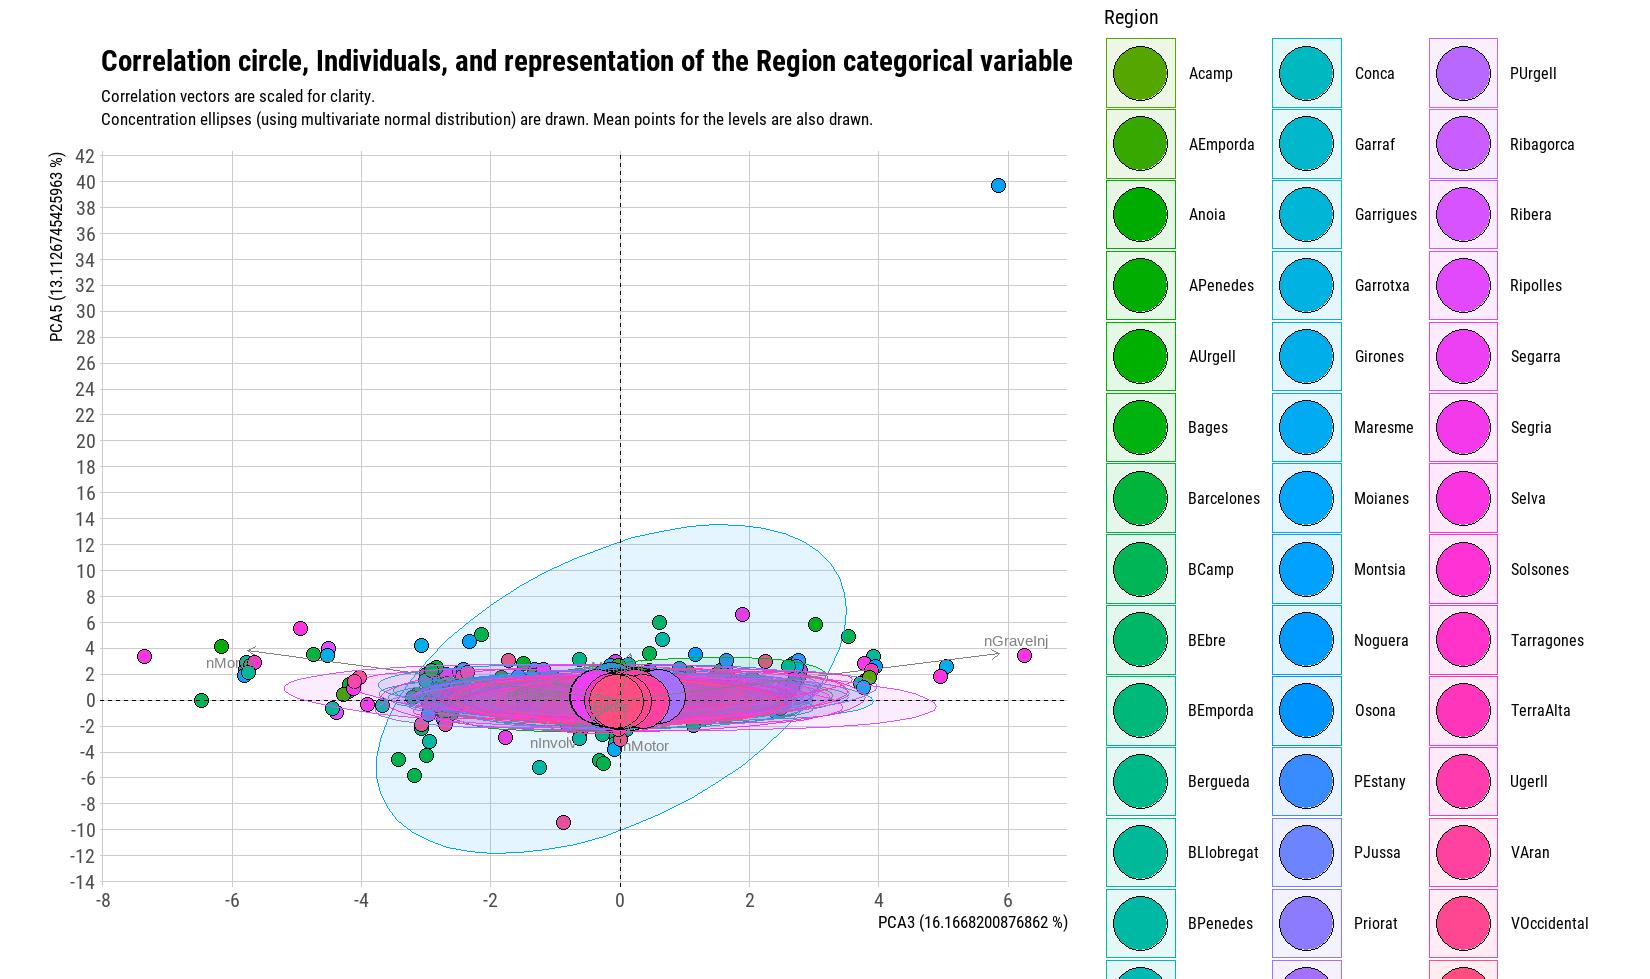 Correlation circle, Individuals, and representation of the Region categorical variable
Correlation vectors are scaled for clarity.
Concentration ellipses (using multivariate normal distribution) are drawn. Mean points for the levels are also drawn.
PCA5 (13.1126745425963 %)
42
40
38
36
34
32
30
28
26
24
22
20
18
16
14
12
10
8
6
4
2
0
-2
-4
-6
-8
-10
-12
-14
-8 -6 -4 -2 0 2 4 6
PCA3 (16.1668200876862 %)
nGraveInj
nMotor
Region
Acamp
AEmporda
Anoia
APenedes
AUrgell
Bages
Barcelones
BCamp
BEbre
BEmporda
Bergueda
BLlobregat
BPenedes
Conca
Garraf
Garrigues
Garrotxa
Girones
Maresme
Moianes
Montsia
Noguera
Osona
PEstany
PJussa
Priorat
PUrgell
Ribagorca
Ribera
Ripolles
Segarra
Segria
Selva
Solsones
Tarragones
TerraAlta
Ugerll
VAran
VOccidental